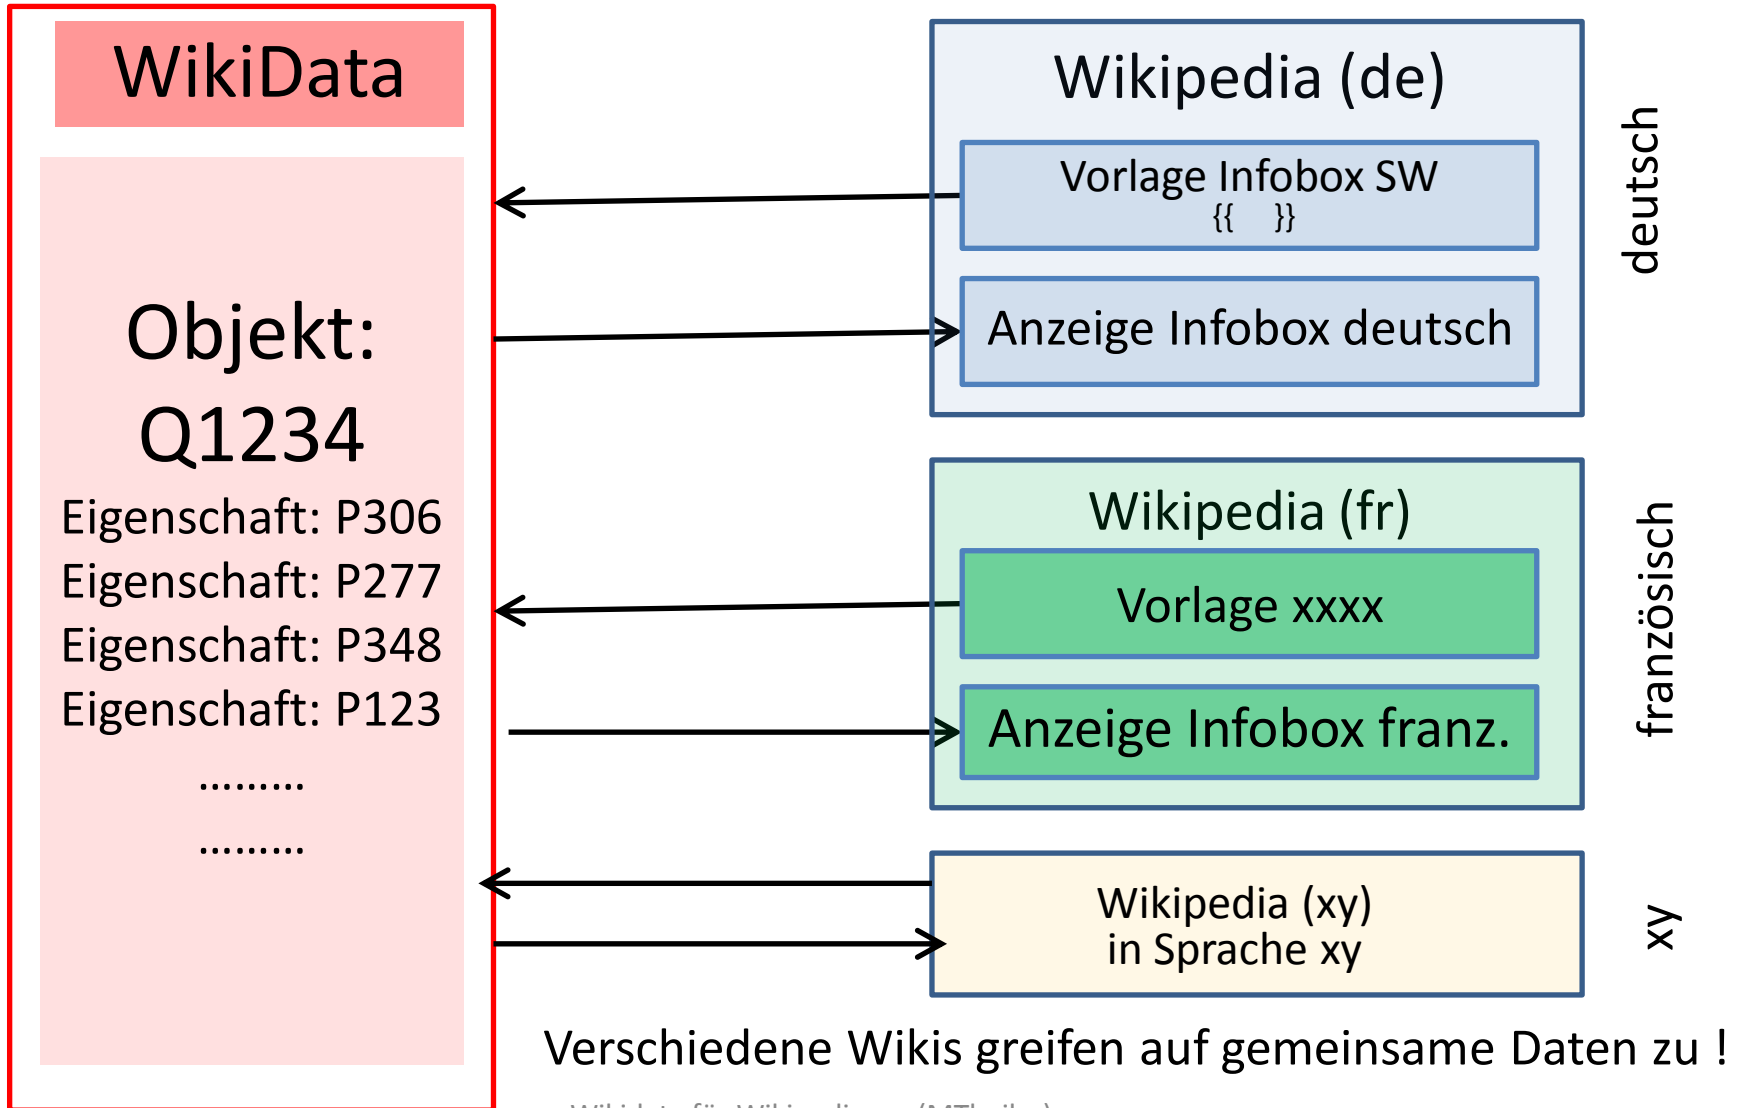 WikiData
Objekt:
Q1234
Eigenschaft: P306
Eigenschaft: P277
Eigenschaft: P348
Eigenschaft: P123
.........
.........
Wikipedia (de)
Vorlage Infobox SW
{{ }}
Anzeige Infobox deutsch
deutsch
Wikipedia (fr)
Vorlage xxxx
Anzeige Infobox franz.
französisch
Wikipedia (xy)
in Sprache xy
xy
Verschiedene Wikis greifen auf gemeinsame Daten zu !